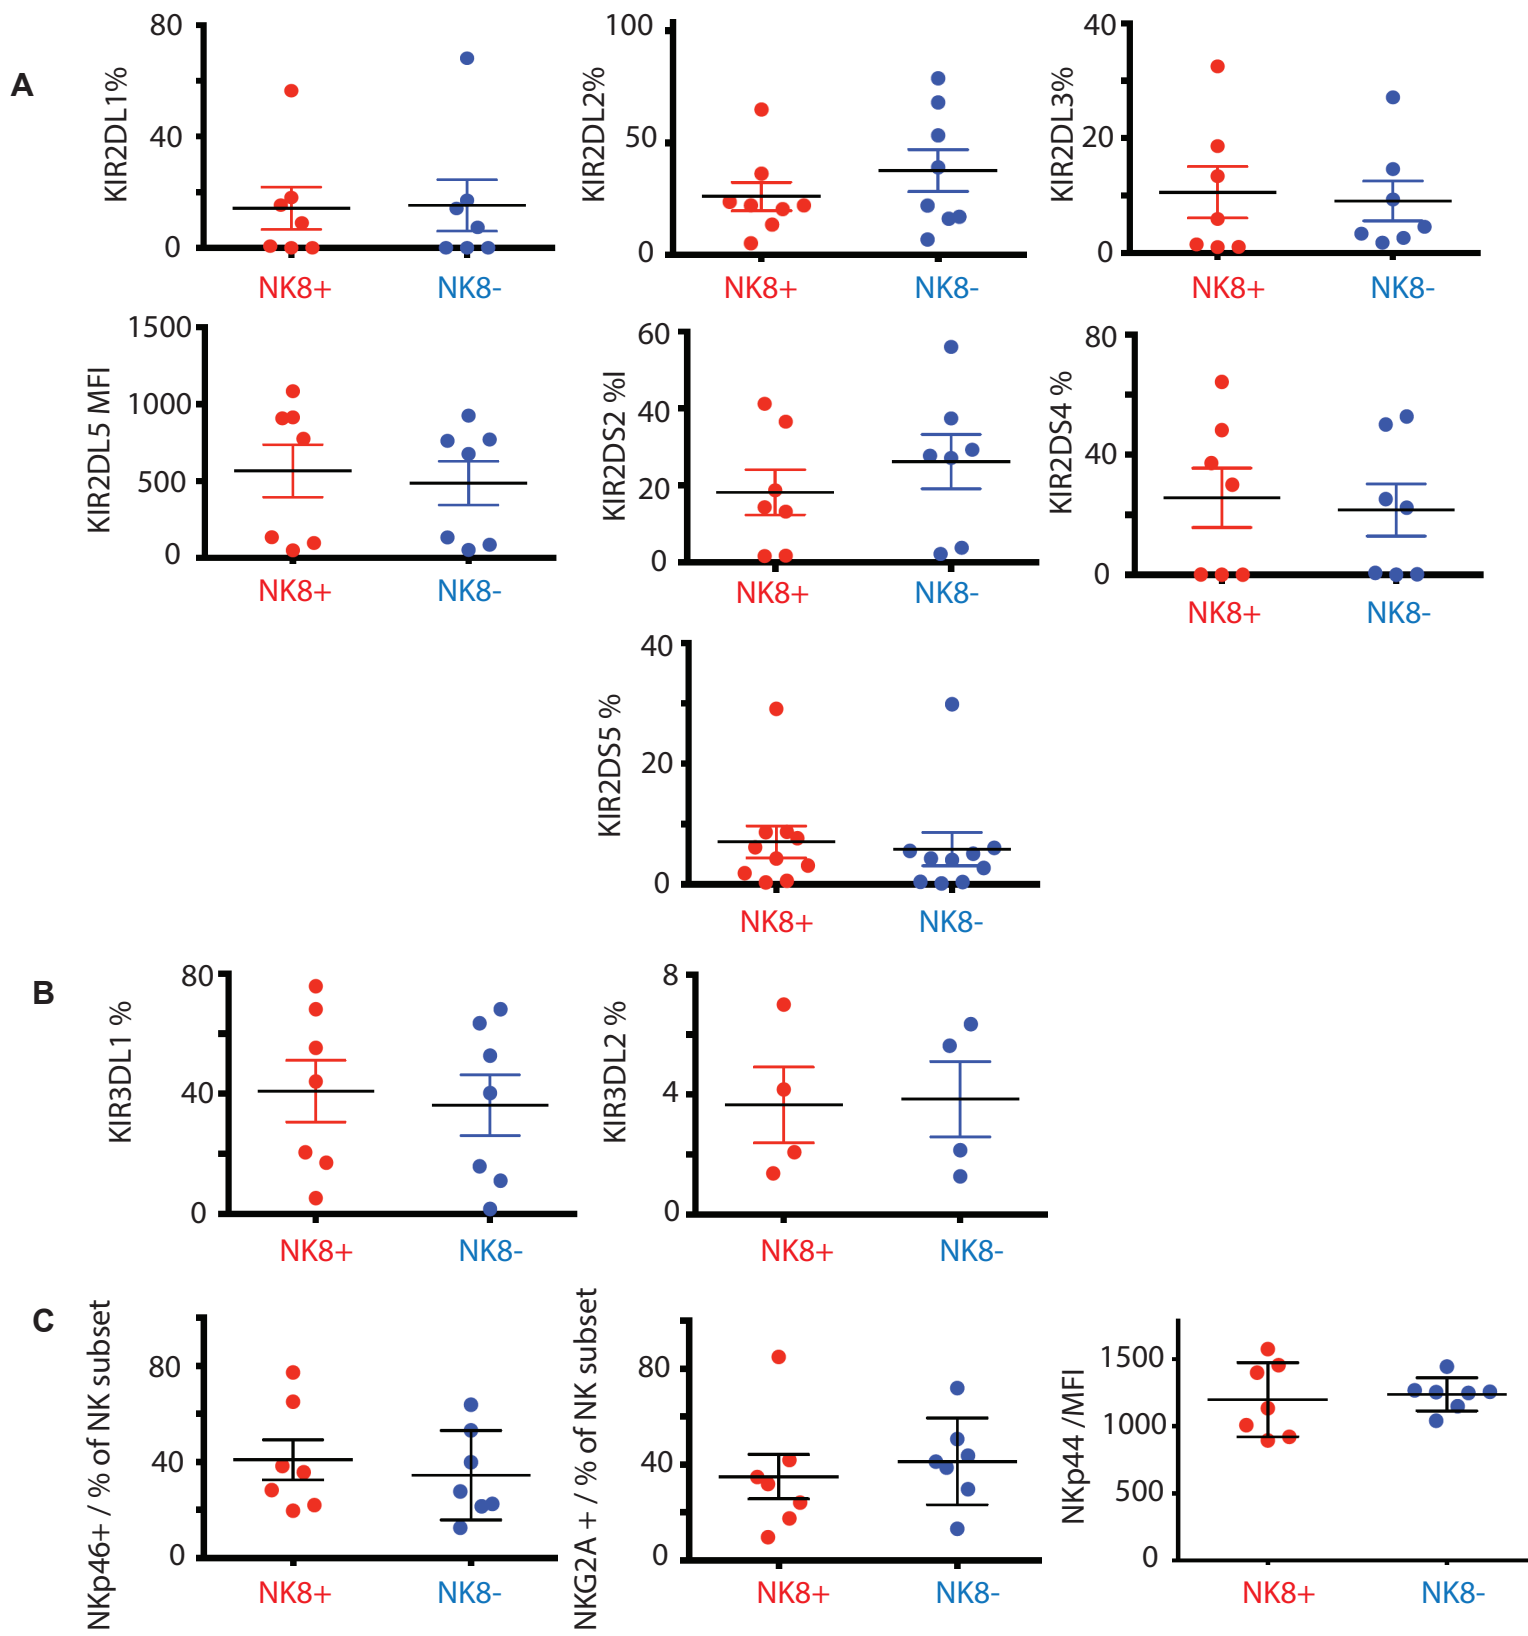 A
KIR2DL1%
80
40
0
NK8+
NK8-
KIR2DL2%
100
50
0
NK8+
NK8-
KIR2DL3%
40
20
0
NK8+
NK8-
KIR2DL5 MFI
1500
1000
500
0
NK8+
NK8-
KIR2DS2 %I
60
40
20
0
NK8+
NK8-
KIR2DS4 %
80
40
0
NK8+
NK8-
KIR2DS5 %
40
20
0
NK8+
NK8-
B
KIR3DL1 %
80
40
0
NK8+
NK8-
KIR3DL2 %
8
4
0
NK8+
NK8-
C
NKp46+ / % of NK subset
80
40
0
NK8+
NK8-
NKG2A + / % of NK subset
80
40
0
NK8+
NK8-
NKp44 /MFI
1500
1000
500
0
NK8+
NK8-